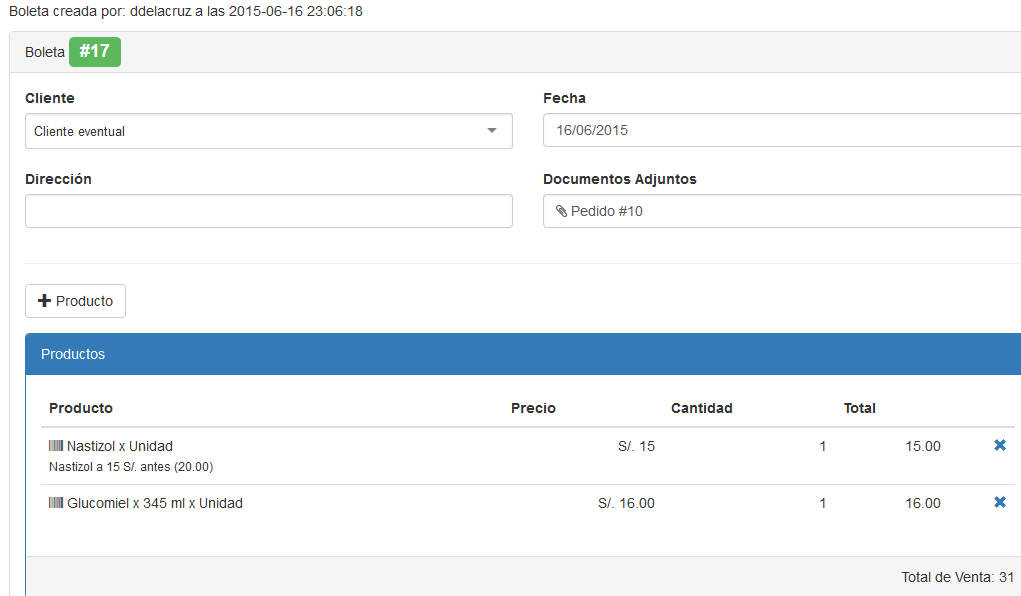 Boleta creada por: ddelacruz a las 2015-06-16 23:06:18
Boleta #17
Cliente Fecha
Cliente eventual 16/06/2015
Dirección Documentos Adjuntos
Pedido #10
Producto
Productos
Producto Precio Cantidad Total
Nastizol x Unidad S/. 15 1 15.00
Nastizol a 15 S/. antes (20.00)
Glucomiel x 345 ml x Unidad S/. 16.00 1 16.00
Total de Venta: 31